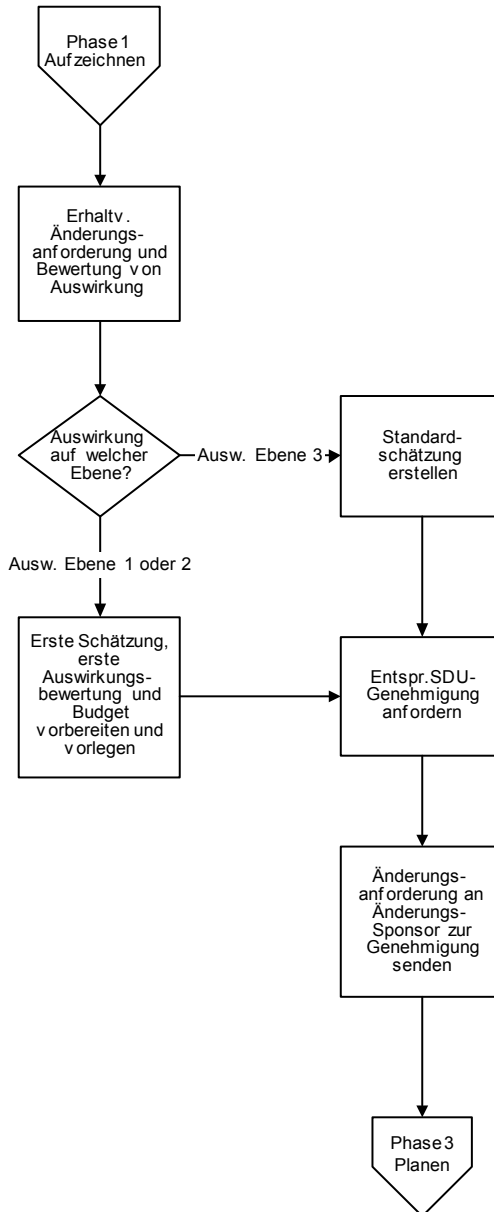 Phase 1
Aufzeichnen
Erhalt v.
Änderungs-
anforderung und
Bewertung von
Auswirkung
Auswirkung
auf welcher
Ebene?
Ausw. Ebene 3
Standard-
schätzung
erstellen
Ausw. Ebene 1 oder 2
Erste Schätzung,
erste
Auswirkungs-
bewertung und
Budget
vorbereiten und
vorlegen
Entspr.SDU-
Genehmigung
anfordern
Änderungs-
anforderung an
Änderungs-
Sponsor zur
Genehmigung
senden
Phase 3
Planen